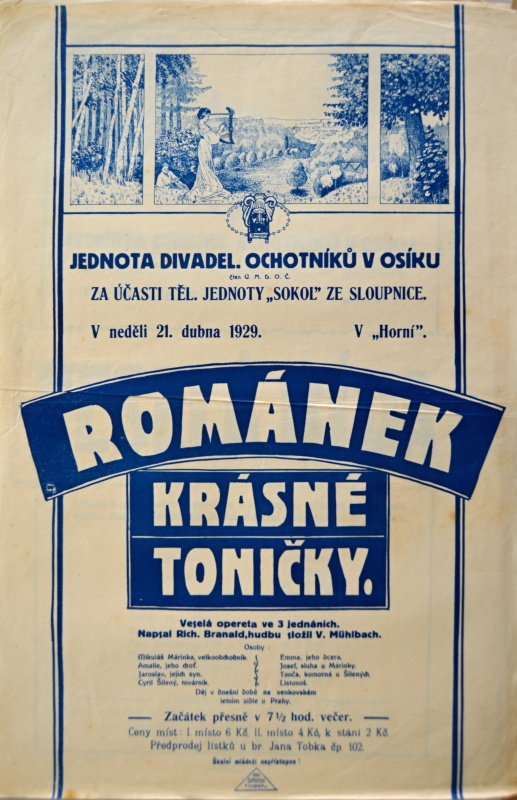 JEDNOTA DIVADEL. OCHOTNÍKŮ V OSÍKU
člen Ú. M. D. O. Č.
ZA ÚČASTI TĚL. JEDNOTY „SOKOL" ZE SLOUPNICE.
V neděli 21. dubna 1929. V „Horní".
ROMÁNEK
KRÁSNÉ
TONIČKY.
Veselá opereta ve 3 jednáních.
Napsal Rich. Branald, hudbu složil V. Mühlbach.
Osoby:
Mikuláš Márinka, velkoobchodník. Emma, jeho dcera.
Amalie, jeho choť. Josef, sluha u Márinky.
Jaroslav, jejich syn. Tonča, komorná u Šilených.
Cyril Šilený, továrník. Listonoš.
Děj v dnešní době na venkovském
letním sídle u Prahy.
Začátek přesně v 7½ hod. večer.
Ceny míst: I. místo 6 Kč, II. místo 4 Kč, k stání 2 Kč.
Předprodej lístků u br. Jana Tobka čp 102.
Školní mládeži nepřístupno!